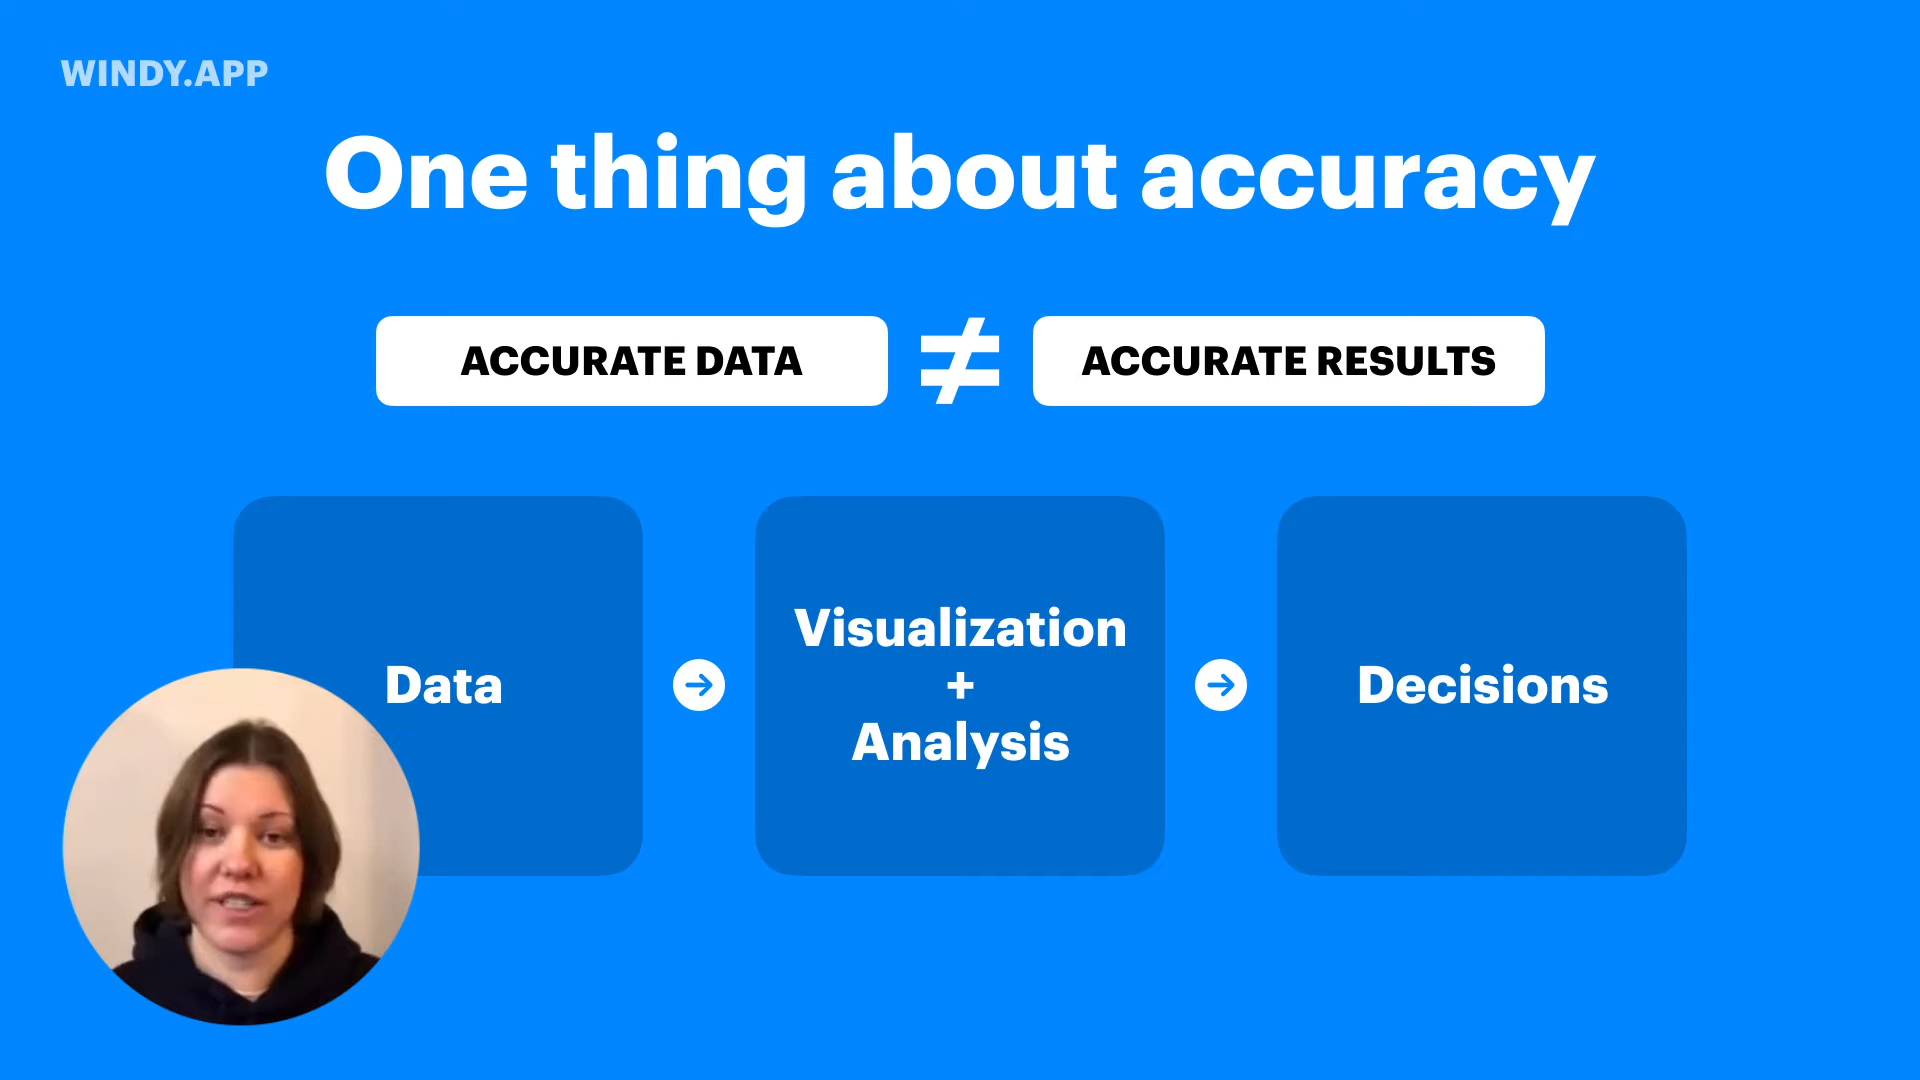 WINDY.APP
One thing about accuracy
ACCURATE DATA ≠ ACCURATE RESULTS
Data
Visualization
+
Analysis
Decisions